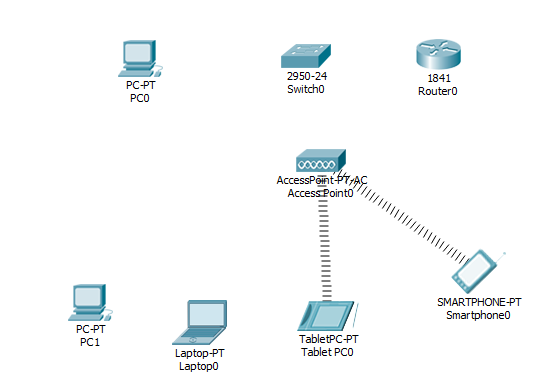 PC-PT
PC0
2950-24
Switch0
1841
Router0
AccessPoint-PT-AC
Access Point0
SMARTPHONE-PT
Smartphone0
PC-PT
PC1
Laptop-PT
Laptop0
TabletPC-PT
Tablet PC0